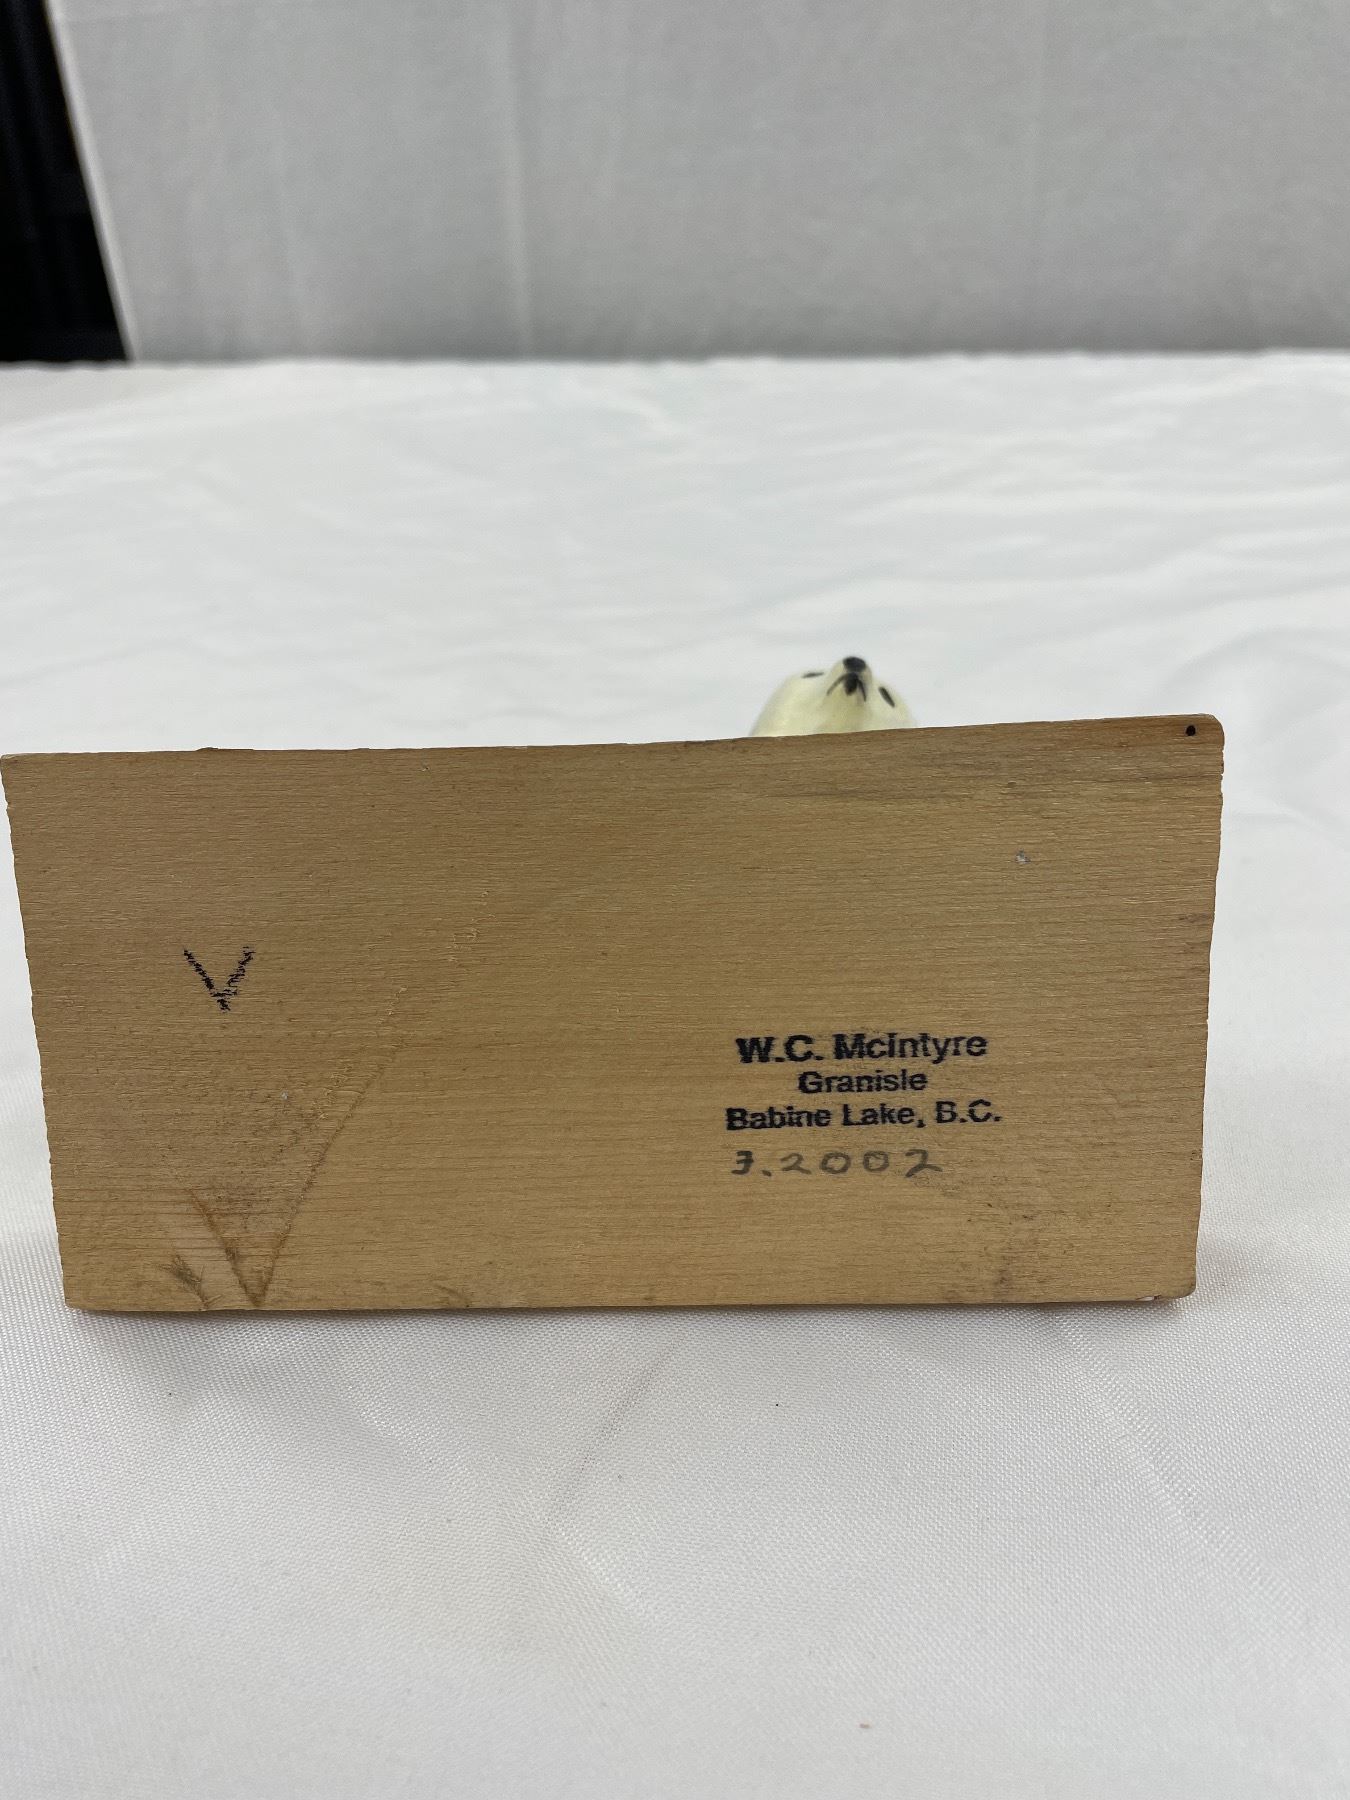 V
W.C. McIntyre
Granisle
Babine Lake, B.C.
3.2002